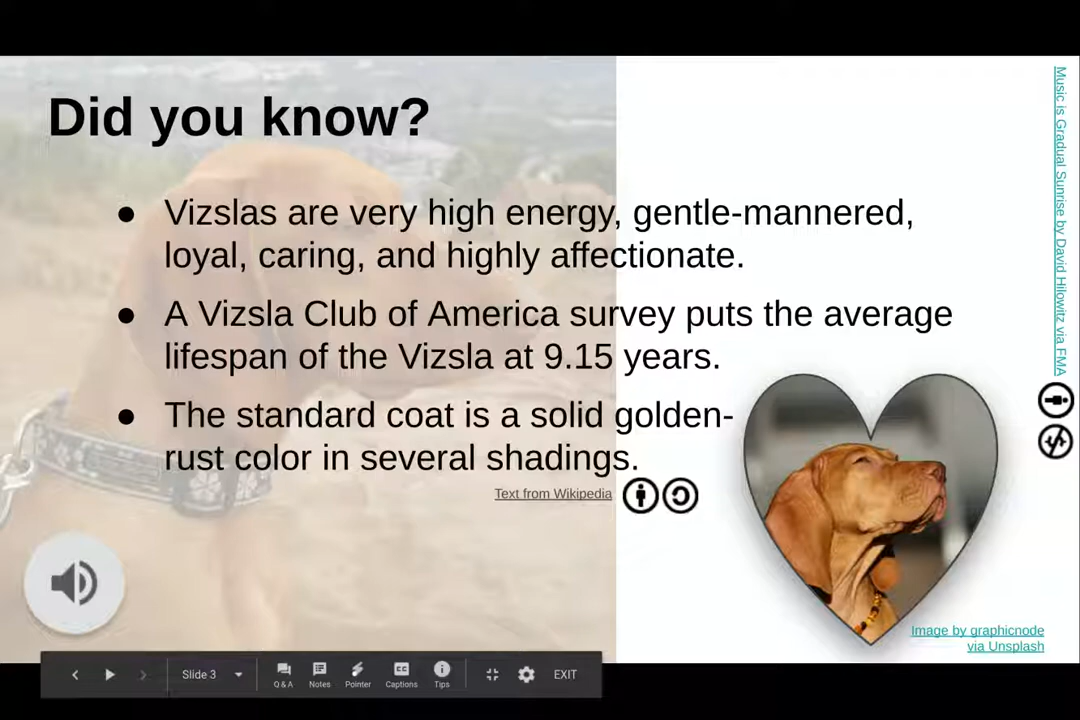 Did you know?
● Vizslas are very high energy, gentle-mannered,
loyal, caring, and highly affectionate.
● A Vizsla Club of America survey puts the average
lifespan of the Vizsla at 9.15 years.
● The standard coat is a solid golden-
rust color in several shadings.
Text from Wikipedia
Music is Gradual Sunrise by David Hilowitz via FMA
Image by graphicnode
via Unsplash
Slide 3
Q & A
Notes
Pointer
CC
Captions
Tips
EXIT